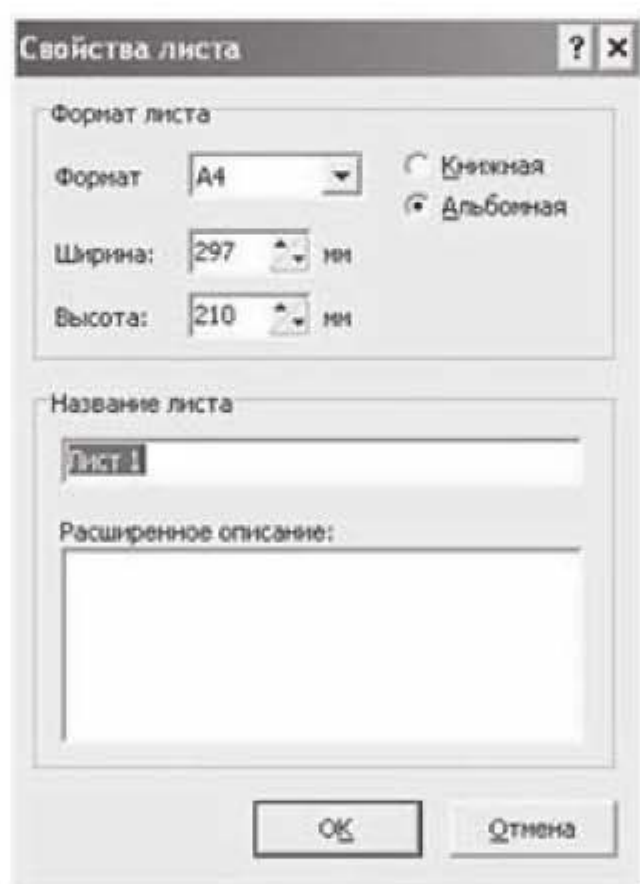 Свойства листа ? ×
Формат листа
Формат A4 Книжная
Альбомная
Ширина: 297 мм
Высота: 210 мм
Название листа
Лист 1
Расширенное описание:
OK Отмена